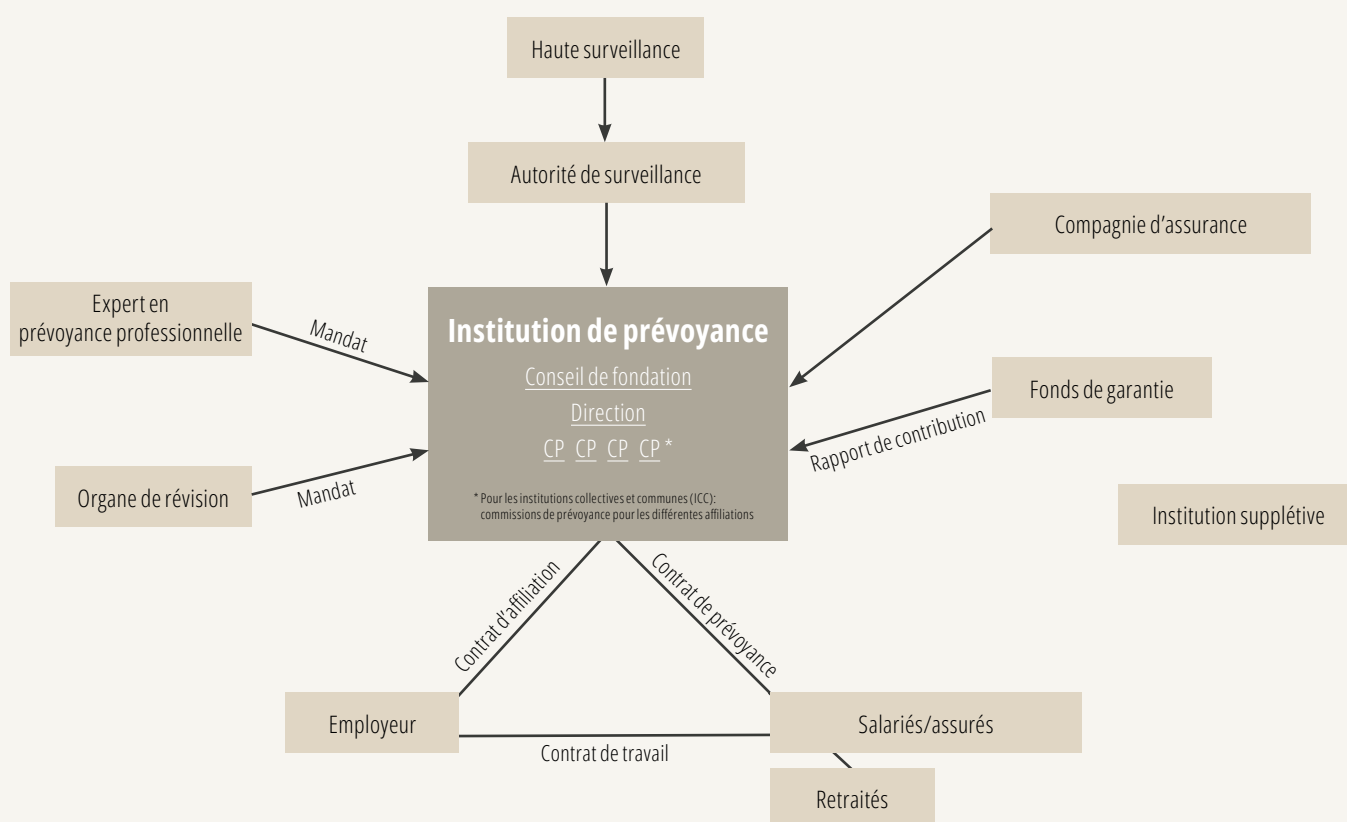 Haute surveillance
Autorité de surveillance
Compagnie d’assurance
Expert en
prévoyance professionnelle
Mandat
Institution de prévoyance
Conseil de fondation
Direction
CP CP CP CP *
* Pour les institutions collectives et communes (ICC):
commissions de prévoyance pour les différentes affiliations
Fonds de garantie
Rapport de contribution
Organe de révision
Mandat
Institution supplétive
Contrat d’affiliation
Contrat de prévoyance
Employeur
Contrat de travail
Salariés/assurés
Retraités